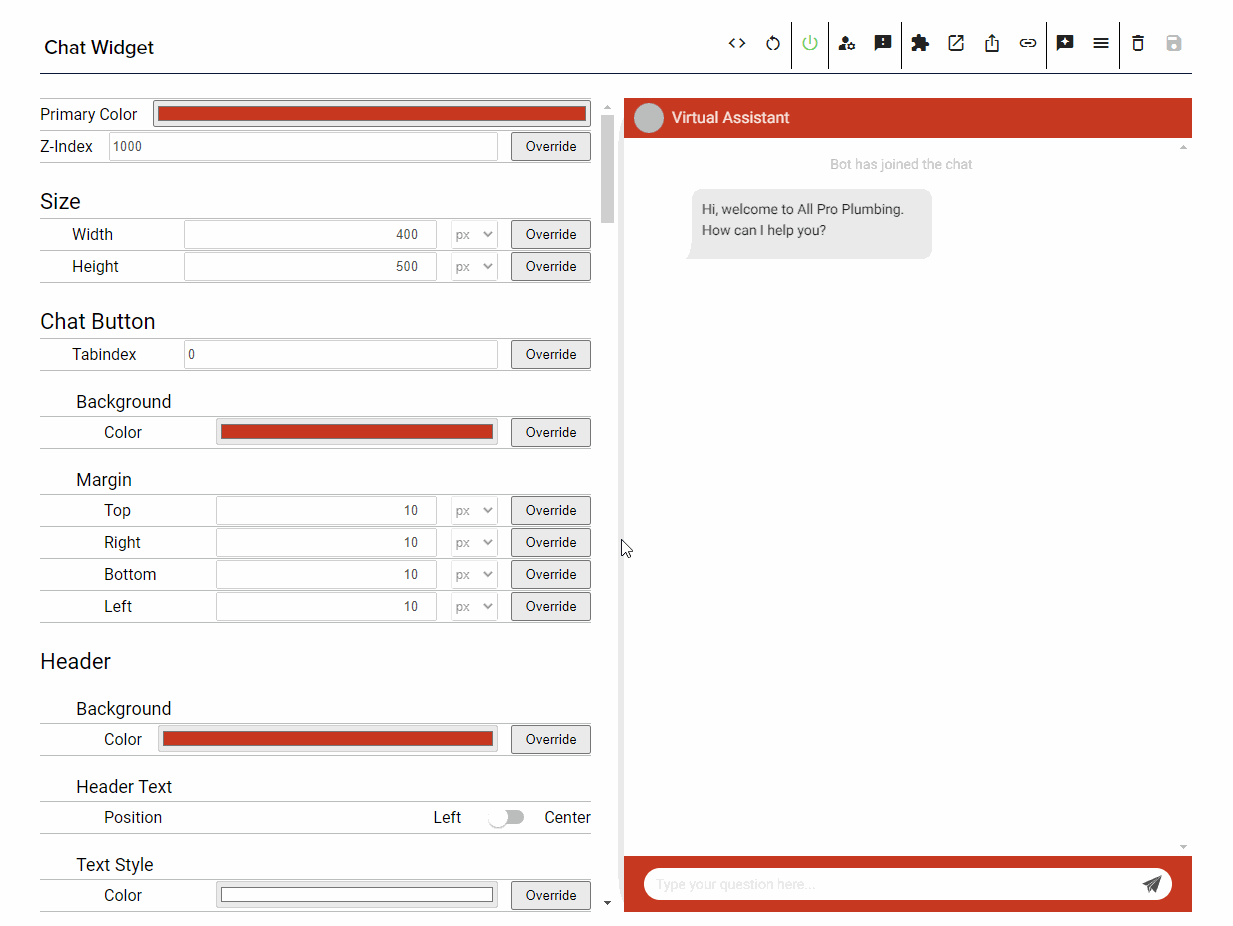 Chat Widget
Primary Color
Z-Index 1000 Override
Size
Width 400 px Override
Height 500 px Override
Chat Button
Tabindex 0 Override
Background
Color Override
Margin
Top 10 px Override
Right 10 px Override
Bottom 10 px Override
Left 10 px Override
Header
Background
Color Override
Header Text
Position Left Center
Text Style
Color Override
Virtual Assistant
Bot has joined the chat
Hi, welcome to All Pro Plumbing.
How can I help you?
Type your question here...